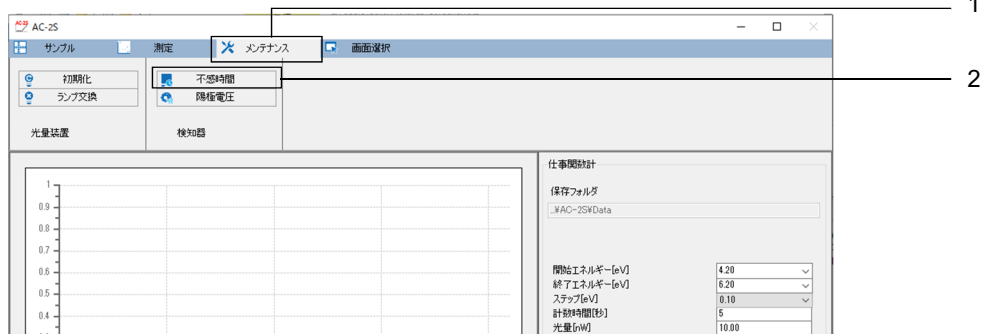 1
AC-2S
サンプル 測定 メンテナンス 画面選択
初期化 不感時間 2
ランプ交換 陽極電圧
光量装置 検知器
仕事関数計
保存フォルダ
..¥AC-2S¥Data
1
0.9
0.8
0.7
0.6
0.5
0.4
開始エネルギー[eV] 4.20
終了エネルギー[eV] 6.20
ステップ[eV] 0.10
計数時間[秒] 5
光量[nW] 10.00